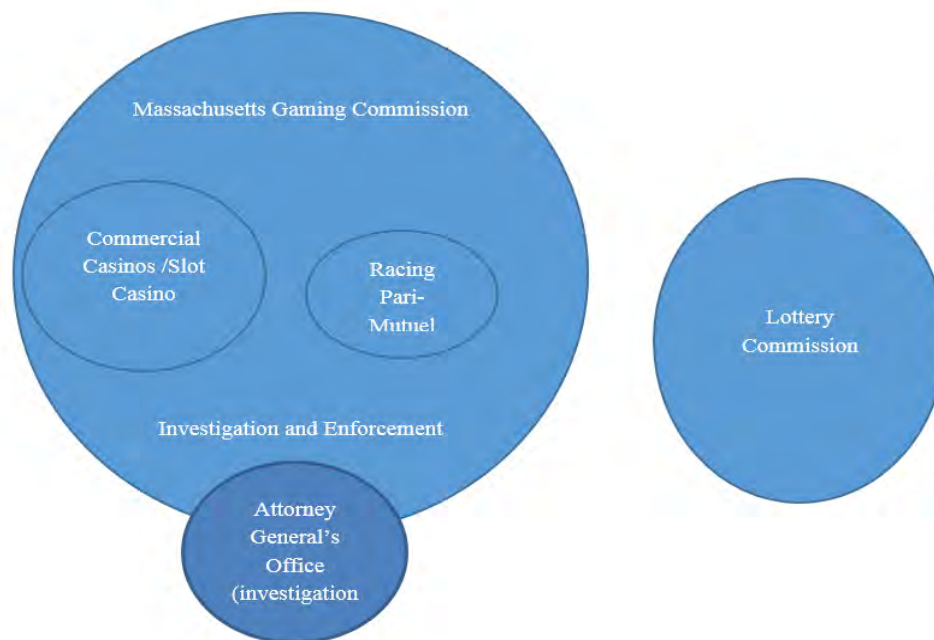 Massachusetts Gaming Commission
Commercial
Casinos /Slot
Casino
Racing
Pari-
Mutuel
Lottery
Commission
Investigation and Enforcement
Attorney
General’s
Office
(investigation